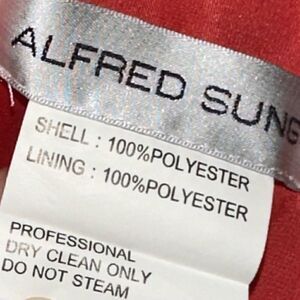 ALFRED SUNG
SHELL : 100%POLYESTER
LINING : 100%POLYESTER
PROFESSIONAL
DRY CLEAN ONLY
DO NOT STEAM